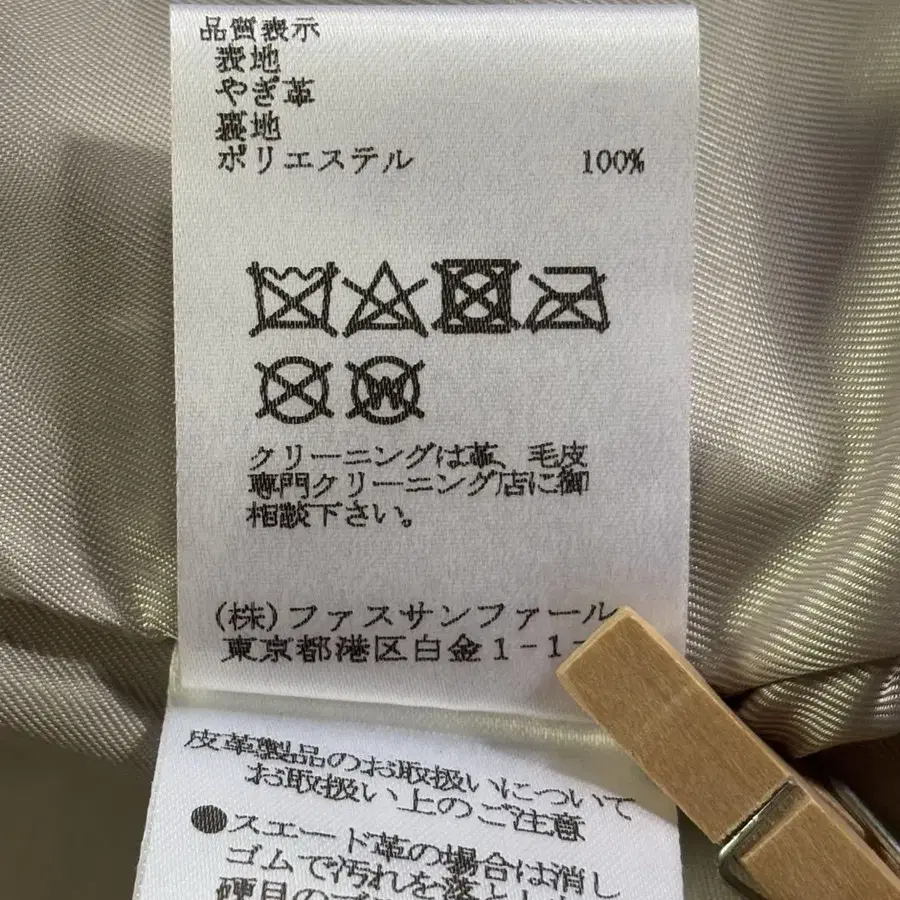 品質表示
表地
やぎ革
裏地
ポリエステル 100%
W
クリーニングは革、毛皮
専門クリーニング店に御
相談下さい。
(株)ファスサンファール
東京都港区白金1-1-
皮革製品のお取扱いについて
お取扱い上のご注意
●スエード革の場合は消し
ゴムで汚れを落とし
硬目の